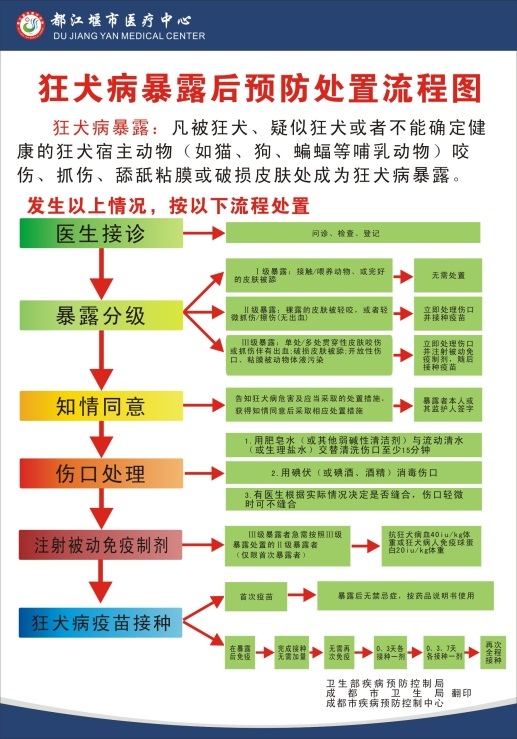 都江堰市医疗中心
DU JIANG YAN MEDICAL CENTER
狂犬病暴露后预防处置流程图
狂犬病暴露：凡被狂犬、疑似狂犬或者不能确定健
康的狂犬宿主动物（如猫、狗、蝙蝠等哺乳动物）咬
伤、抓伤、舔舐粘膜或破损皮肤处成为狂犬病暴露。
发生以上情况，按以下流程处置
医生接诊
问诊、检查、登记
暴露分级
Ⅰ级暴露：接触/喂养动物、或完好
的皮肤被舔
无需处置
Ⅱ级暴露：裸露的皮肤被轻咬，或者轻
微抓伤/擦伤(无出血)
立即处理伤口
并接种疫苗
Ⅲ级暴露：单处/多处贯穿性皮肤咬伤
或抓伤伴有出血;破损皮肤被舔;开放性伤
口、粘膜被动物体液污染
立即处理伤口
并注射被动免
疫制剂，随后
接种疫苗
知情同意
告知狂犬病危害及应当采取的处置措施，
获得知情同意后采取相应处置措施
暴露者本人或
其监护人签字
伤口处理
1.用肥皂水（或其他弱碱性清洁剂）与流动清水
（或生理盐水）交替清洗伤口至少15分钟
2.用碘伏（或碘酒、酒精）消毒伤口
3.有医生根据实际情况决定是否缝合，伤口轻微
时可不缝合
注射被动免疫制剂
Ⅲ级暴露者急需按照Ⅲ级
暴露处置的Ⅱ级暴露者
（仅限首次暴露者）
抗狂犬病血40iu/kg体
重或狂犬病人免疫球蛋
白20iu/kg体重
狂犬病疫苗接种
首次疫苗
暴露后无禁忌症，按药品说明书使用
在暴露
后免疫
完成接种
无需加量
无需再
次免疫
0、3天各
接种一剂
0、3、7天
各接种一剂
再次
全程
接种
卫生部疾病预防控制局
成都市卫生局 翻印
成都市疾病预防控制中心